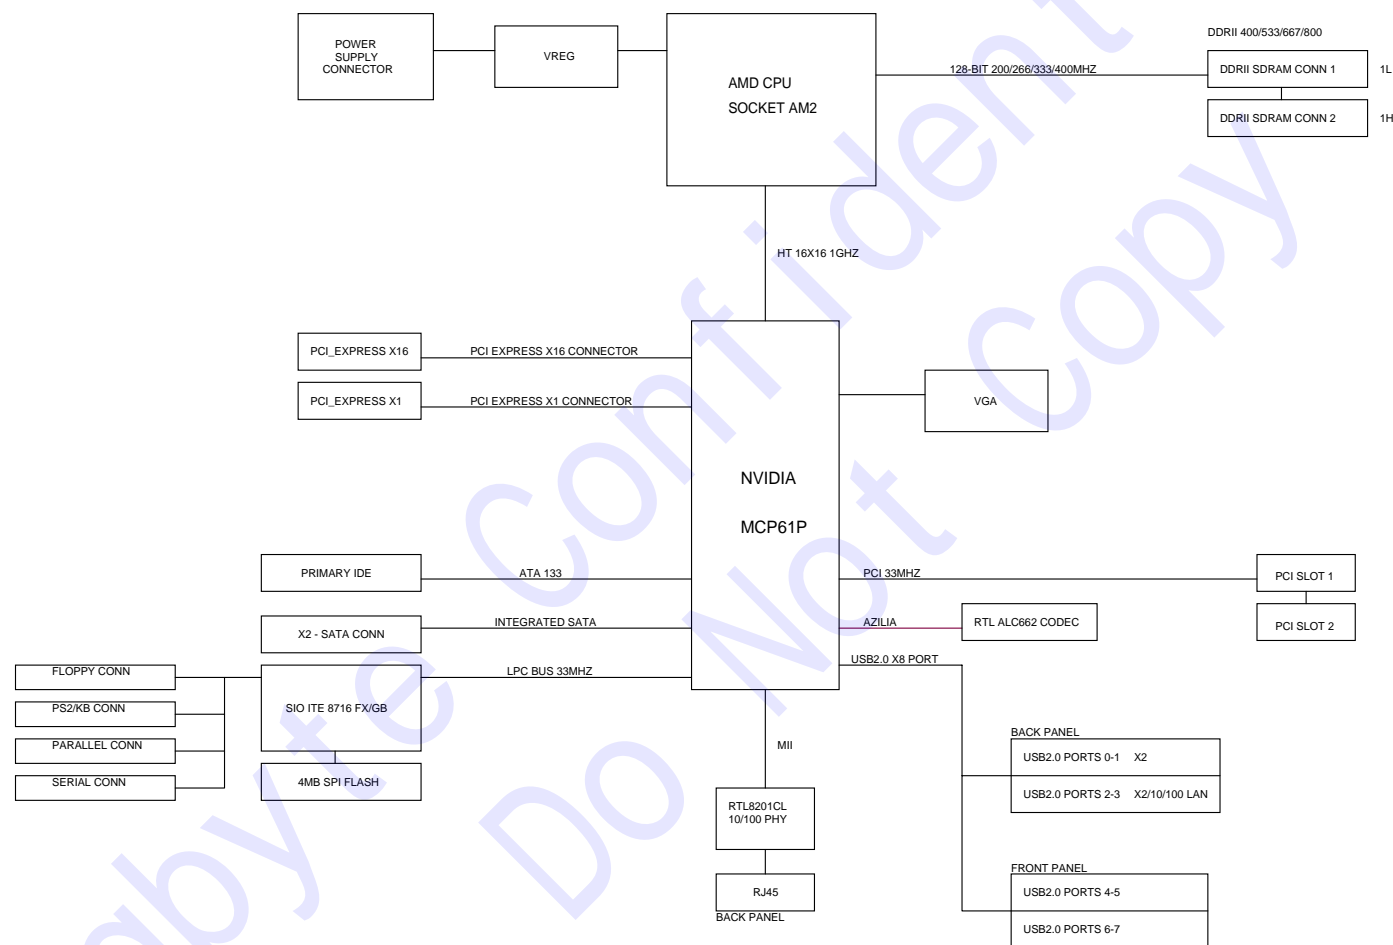 POWER
SUPPLY
CONNECTOR
VREG
AMD CPU
SOCKET AM2
128-BIT 200/266/333/400MHZ
DDRII 400/533/667/800
DDRII SDRAM CONN 1
1L
DDRII SDRAM CONN 2
1H
HT 16X16 1GHZ
PCI_EXPRESS X16
PCI EXPRESS X16 CONNECTOR
PCI_EXPRESS X1
PCI EXPRESS X1 CONNECTOR
VGA
NVIDIA
MCP61P
PRIMARY IDE
ATA 133
PCI 33MHZ
PCI SLOT 1
X2 - SATA CONN
INTEGRATED SATA
AZILIA
RTL ALC662 CODEC
PCI SLOT 2
USB2.0 X8 PORT
FLOPPY CONN
PS2/KB CONN
PARALLEL CONN
SERIAL CONN
SIO ITE 8716 FX/GB
LPC BUS 33MHZ
4MB SPI FLASH
MII
RTL8201CL
10/100 PHY
RJ45
BACK PANEL
BACK PANEL
USB2.0 PORTS 0-1 X2
USB2.0 PORTS 2-3 X2/10/100 LAN
FRONT PANEL
USB2.0 PORTS 4-5
USB2.0 PORTS 6-7
gabyte Confident
Do Not Copy